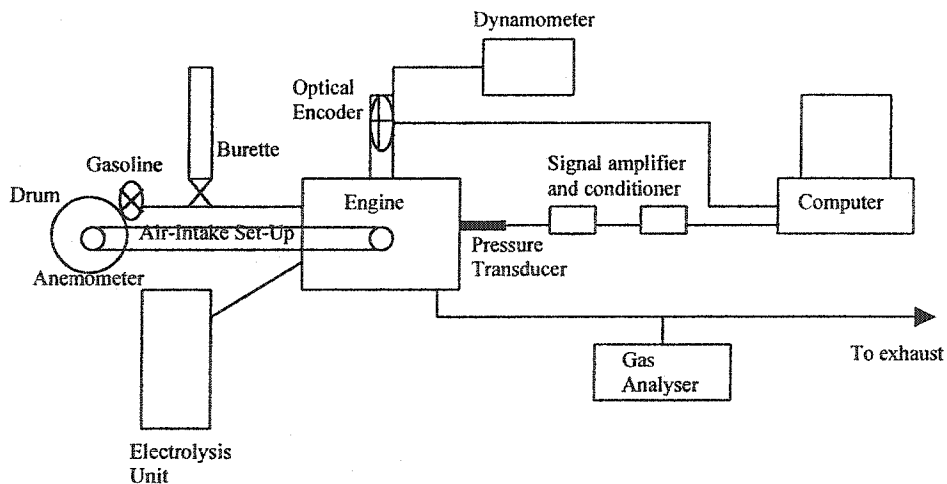 Dynamometer
Optical
Encoder
Burette
Gasoline
Drum
Engine
Signal amplifier
and conditioner
Computer
Air-Intake Set-Up
Anemometer
Pressure
Transducer
To exhaust
Gas
Analyser
Electrolysis
Unit